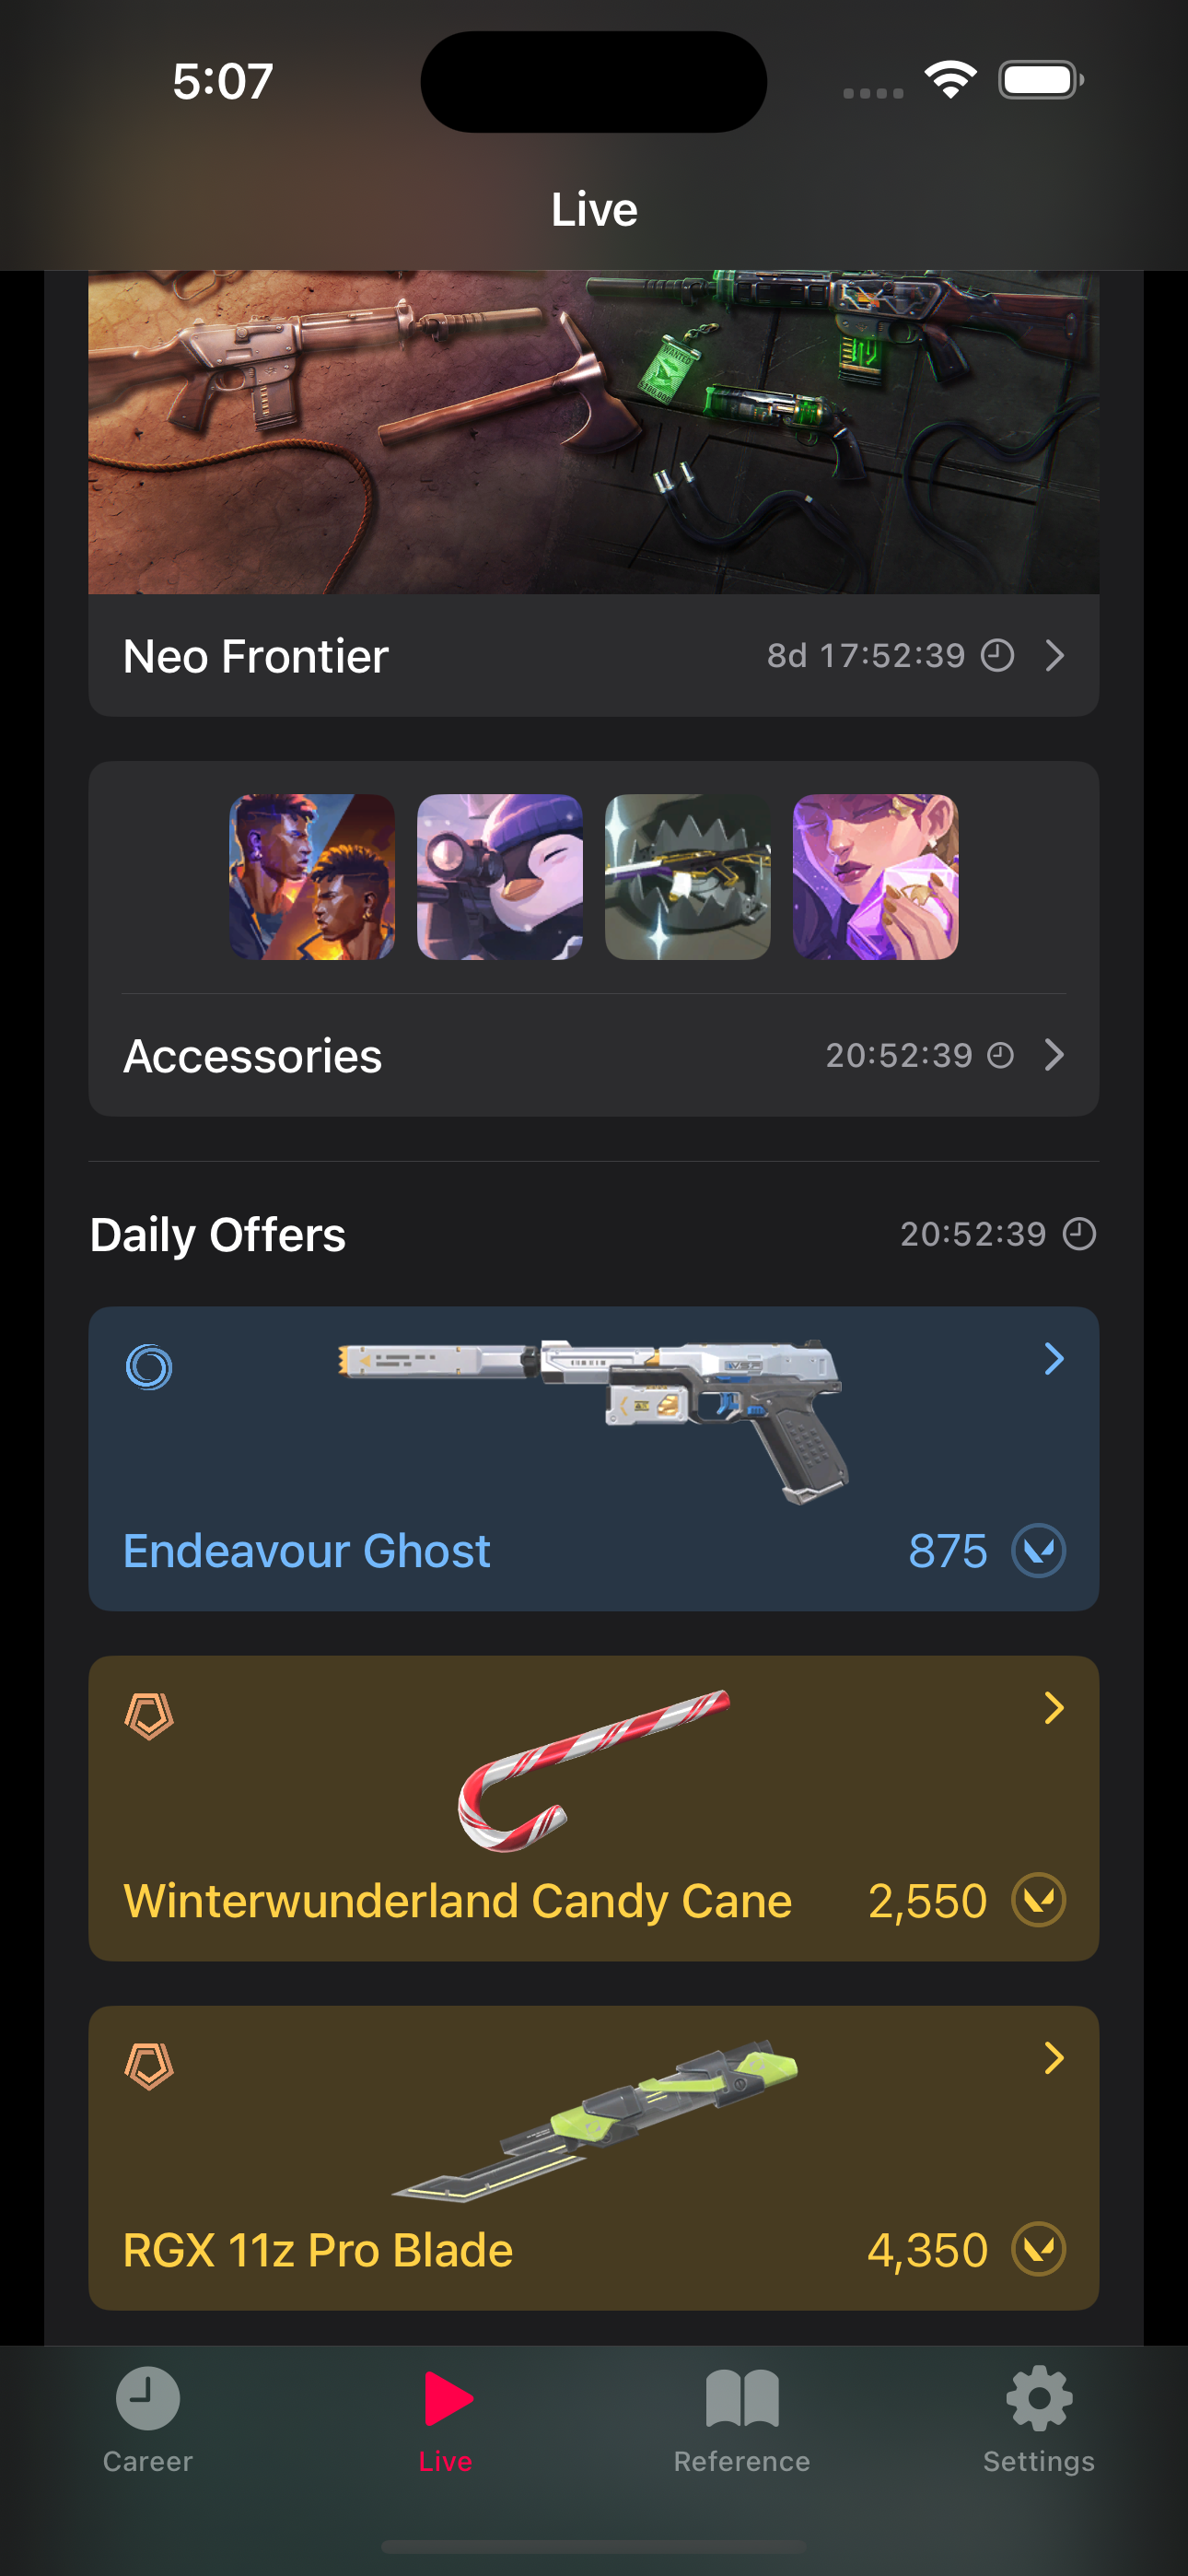 5:07
Live
WANTED
Neo Frontier 8d 17:52:39
Accessories 20:52:39
Daily Offers 20:52:39
Endeavour Ghost 875
Winterwunderland Candy Cane 2,550
RGX 11z Pro Blade 4,350
Career Live Reference Settings